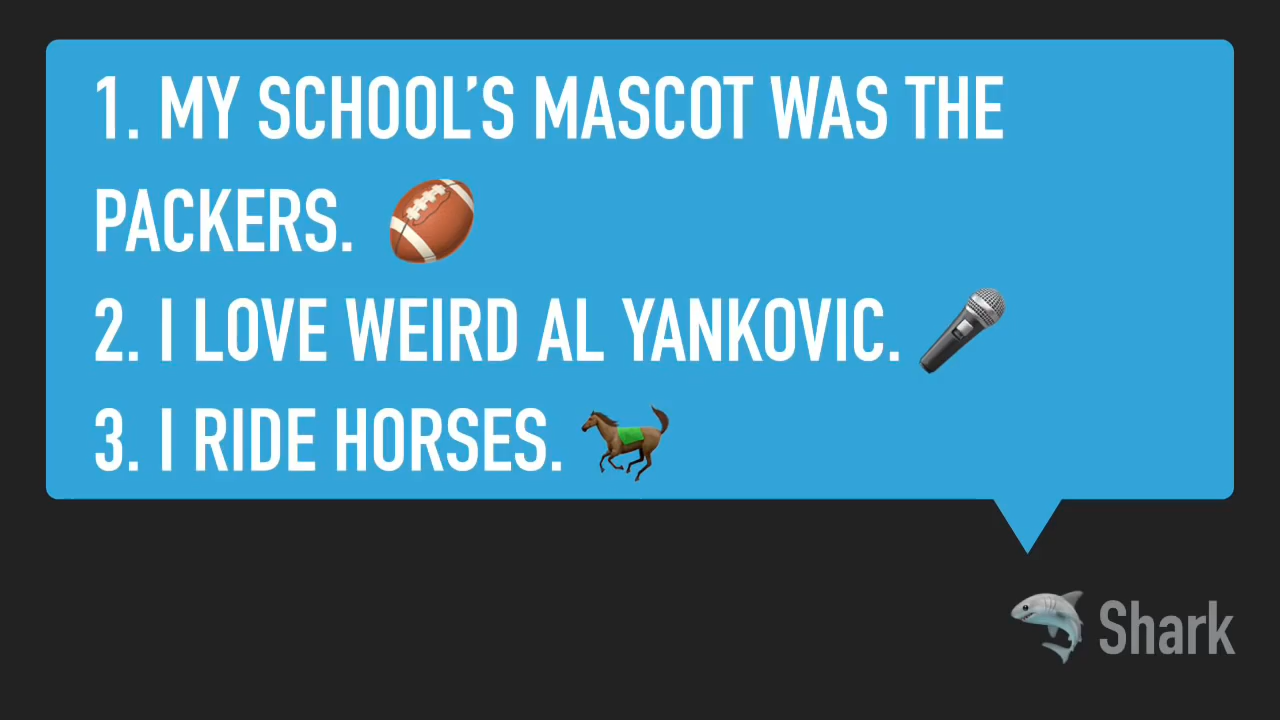 1. MY SCHOOL’S MASCOT WAS THE
PACKERS. 🏈
2. I LOVE WEIRD AL YANKOVIC. 🎤
3. I RIDE HORSES. 🐎
🦈 Shark